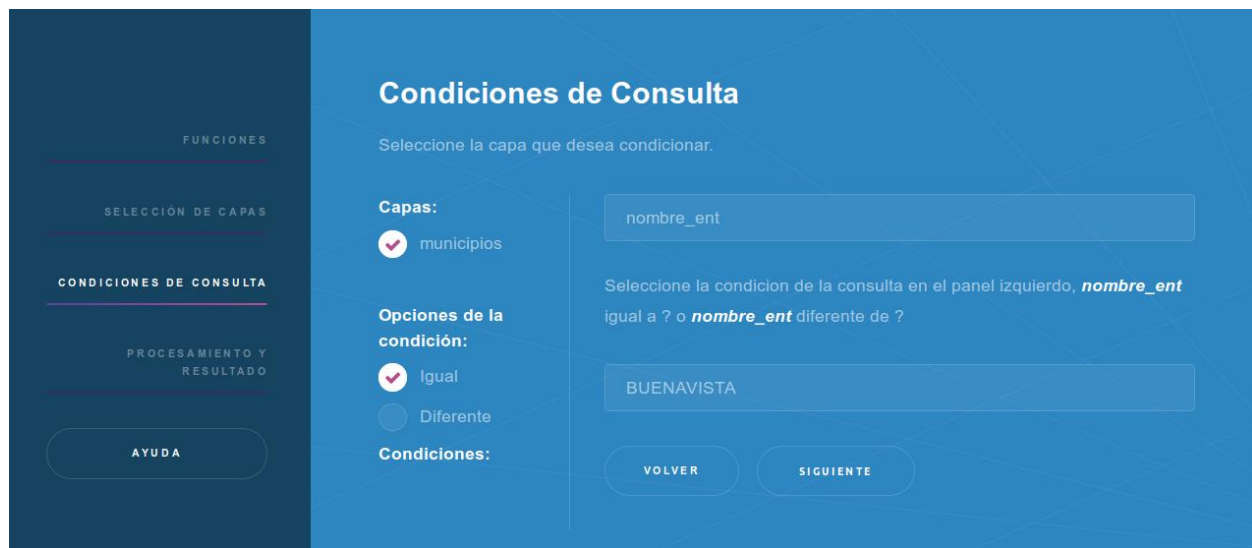 FUNCIONES
SELECCIÓN DE CAPAS
CONDICIONES DE CONSULTA
PROCESAMIENTO Y
RESULTADO
AYUDA
Condiciones de Consulta
Seleccione la capa que desea condicionar.
Capas:
municipios
Opciones de la
condición:
Igual
Diferente
Condiciones:
nombre_ent
Seleccione la condicion de la consulta en el panel izquierdo, nombre_ent
igual a ? o nombre_ent diferente de ?
BUENAVISTA
VOLVER
SIGUIENTE